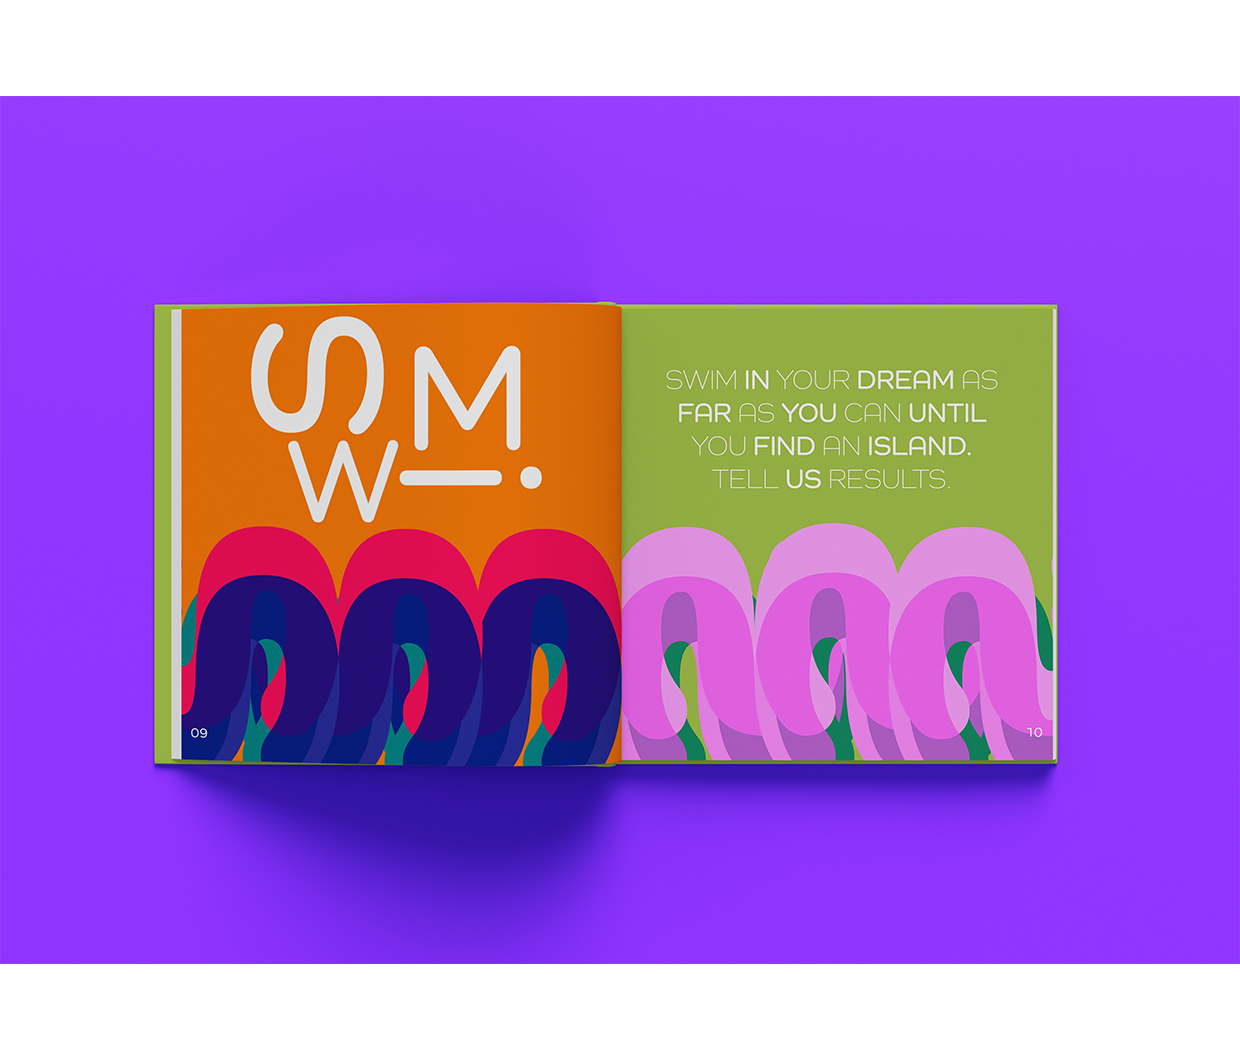 SWIM.
SWIM IN YOUR DREAM AS
FAR AS YOU CAN UNTIL
YOU FIND AN ISLAND.
TELL US RESULTS.
09
10